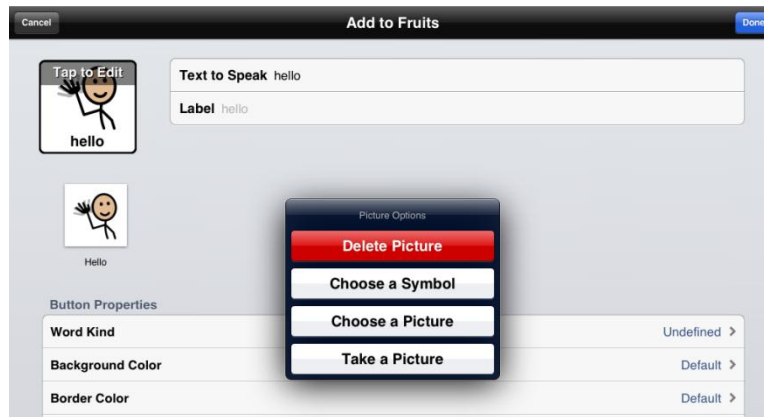 Cancel
Add to Fruits
Done
Tap to Edit
hello
Text to Speak hello
Label hello
Hello
Picture Options
Delete Picture
Choose a Symbol
Choose a Picture
Take a Picture
Button Properties
Word Kind Undefined
Background Color Default
Border Color Default